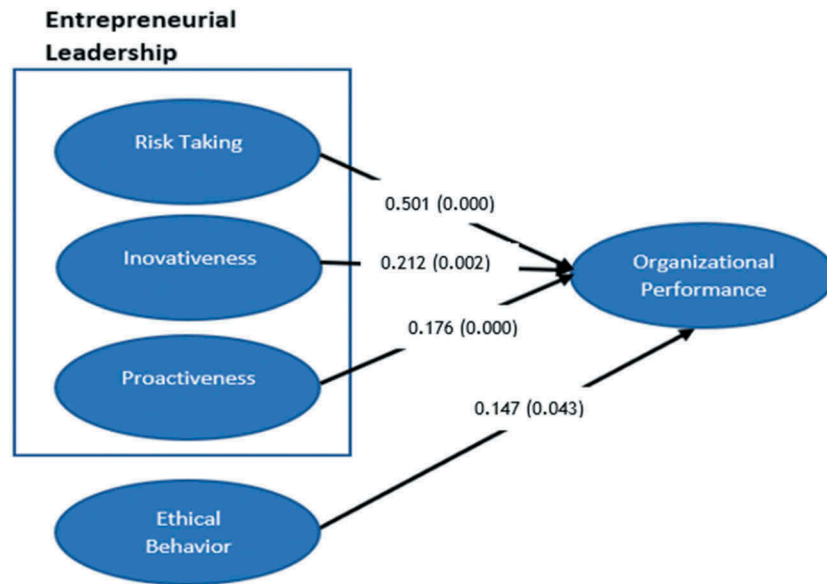 Entrepreneurial
Leadership
Risk Taking
0.501 (0.000)
Inovativeness
0.212 (0.002)
Organizational
Performance
0.176 (0.000)
Proactiveness
0.147 (0.043)
Ethical
Behavior